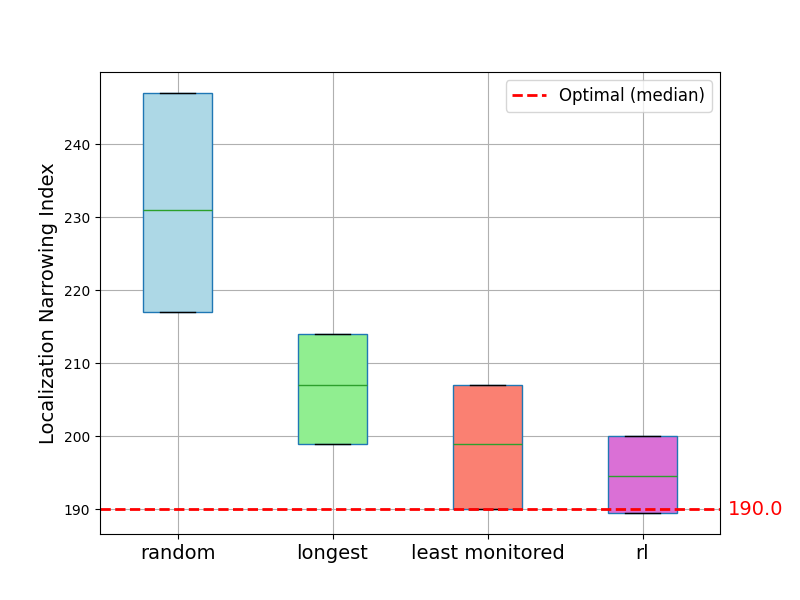 Optimal (median)
Localization Narrowing Index
240
230
220
210
200
190
190.0
random
longest
least monitored
rl